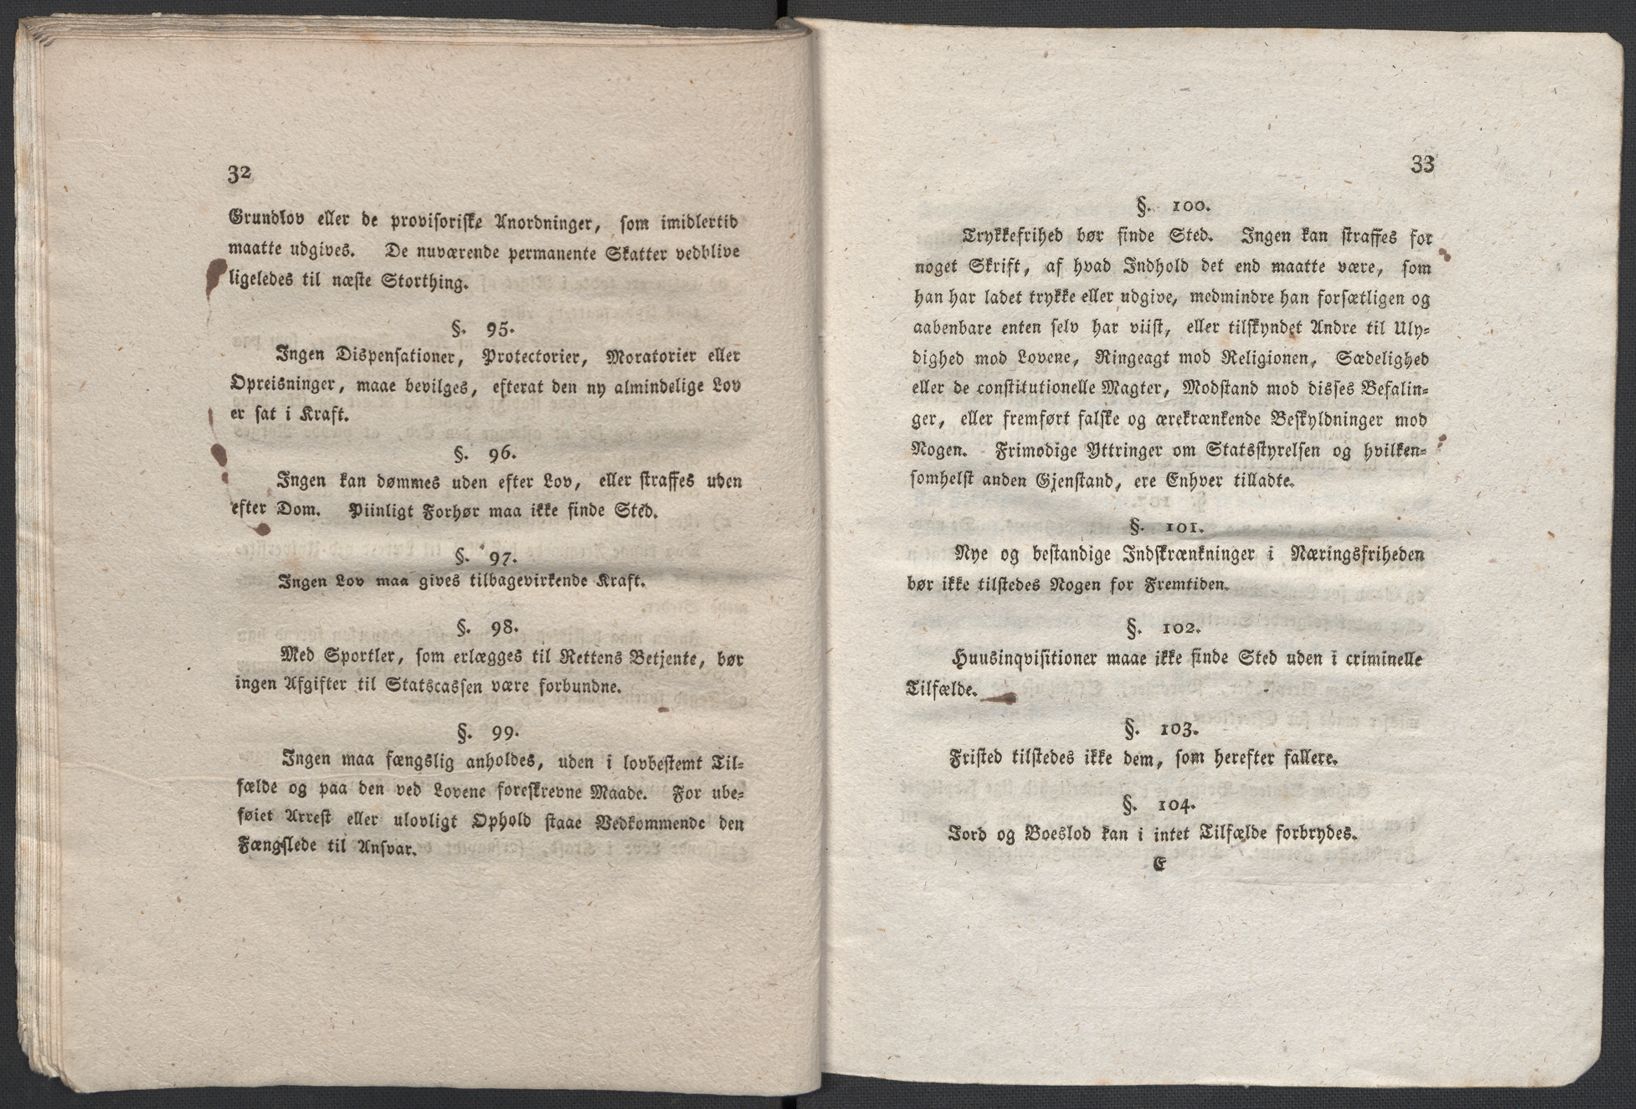 32
Grundlov eller de provisoriske Anordninger, som imidlertid
maatte udgives. De nuværende permanente Skatter vedblive
ligeledes til næste Storthing.
§. 95.
Ingen Dispensationer, Protectorier, Moratorier eller
Opreisninger, maae bevilges, efterat den ny almindelige Lov
er sat i Kraft.
§. 96.
Ingen kan dømmes uden efter Lov, eller straffes uden
efter Dom. Piinligt Forhør maa ikke finde Sted.
§. 97.
Ingen Lov maa gives tilbagevirkende Kraft.
§. 98.
Med Sportler, som erlægges til Rettens Betjente, bør
ingen Afgifter til Statscassen være forbundne.
§. 99.
Ingen maa fængslig anholdes, uden i lovbestemt Til-
fælde og paa den ved Lovene foreskrevne Maade. For ube-
føiet Arrest eller ulovligt Ophold staae Vedkommende den
Fængslede til Ansvar.
33
§. 100.
Trykkefrihed bør finde Sted. Ingen kan straffes for
noget Skrift, af hvad Indhold det end maatte være, som
han har ladet trykke eller udgive, medmindre han forsætligen og
aabenbare enten selv har viist, eller tilskyndet Andre til Uly-
dighed mod Lovene, Ringeagt mod Religionen, Sædelighed
eller de constitutionelle Magter, Modstand mod disses Befalin-
ger, eller fremført falske og ærekrænkende Beskyldninger mod
Nogen. Frimodige Yttringer om Statsstyrelsen og hvilken-
somhelst anden Gjenstand, ere Enhver tilladte.
§. 101.
Nye og bestandige Indskrænkninger i Næringsfriheden
bør ikke tilstedes Nogen for Fremtiden.
§. 102.
Huusinqvisitioner maae ikke finde Sted uden i criminelle
Tilfælde.
§. 103.
Fristed tilstedes ikke dem, som herefter fallere.
§. 104.
Jord og Boeslod kan i intet Tilfælde forbrydes.
E